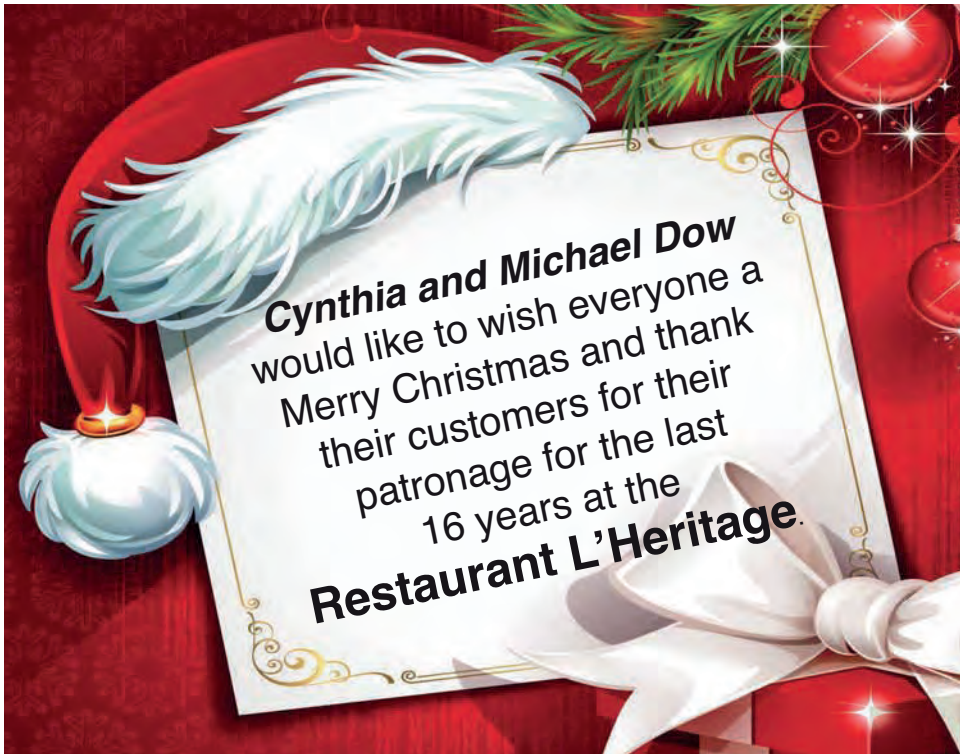 Cynthia and Michael Dow
would like to wish everyone a
Merry Christmas and thank
their customers for their
patronage for the last
16 years at the
Restaurant L’Heritage.